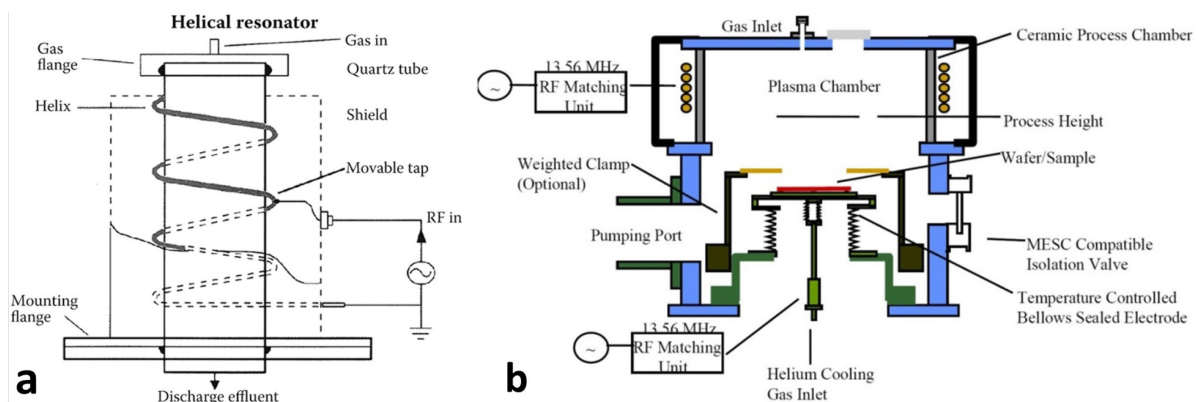 Helical resonator
Gas in
Gas
flange
Quartz tube
Helix
Shield
Movable tap
RF in
Mounting
flange
a
Discharge effluent
Gas Inlet
Ceramic Process Chamber
13.56 MHz
RF Matching
Unit
~
Plasma Chamber
Process Height
Wafer/Sample
Weighted Clamp
(Optional)
Pumping Port
MESC Compatible
Isolation Valve
Temperature Controlled
Bellows Sealed Electrode
13.56 MHz
RF Matching
Unit
~
Helium Cooling
Gas Inlet
b